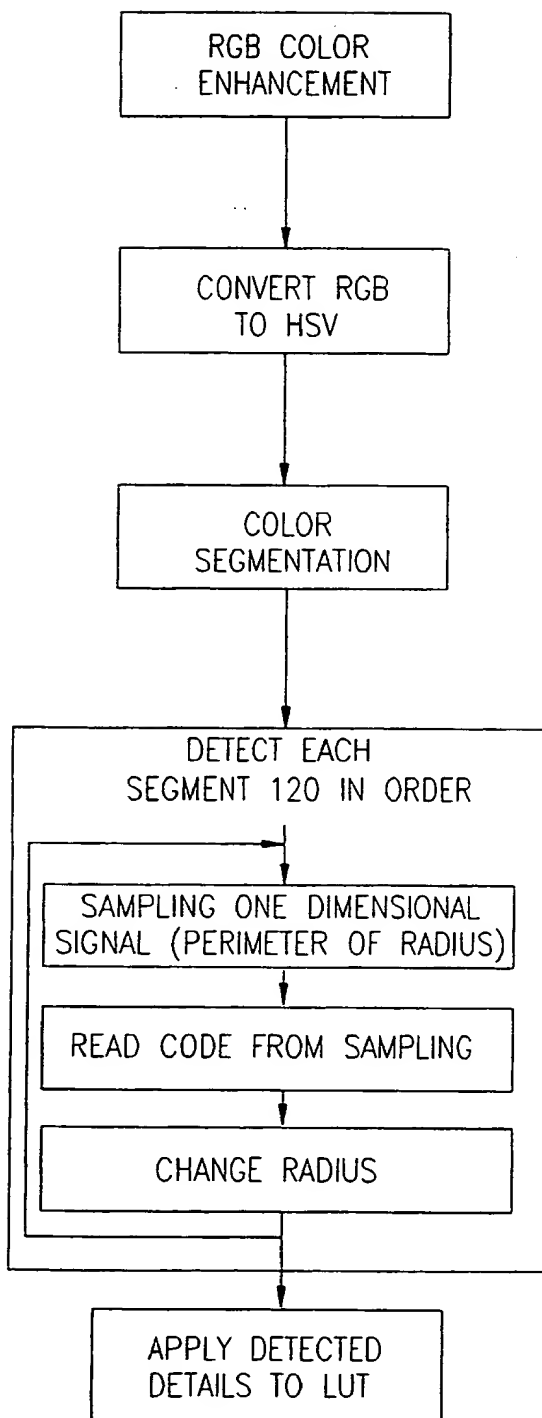 RGB COLOR
ENHANCEMENT
CONVERT RGB
TO HSV
COLOR
SEGMENTATION
DETECT EACH
SEGMENT 120 IN ORDER
SAMPLING ONE DIMENSIONAL
SIGNAL (PERIMETER OF RADIUS)
READ CODE FROM SAMPLING
CHANGE RADIUS
APPLY DETECTED
DETAILS TO LUT